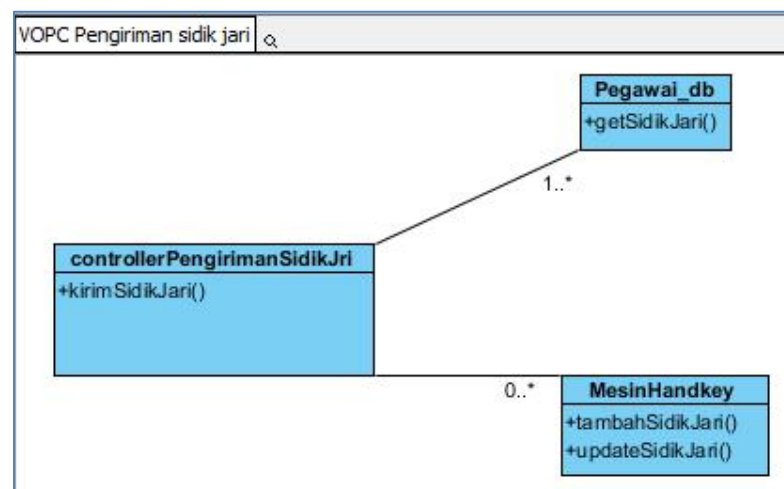 VOPC Pengiriman sidik jari
Pegawai_db
+getSidikJari()
1..*
controllerPengirimanSidikJri
+kirimSidikJari()
0..*
MesinHandkey
+tambahSidikJari()
+updateSidikJari()